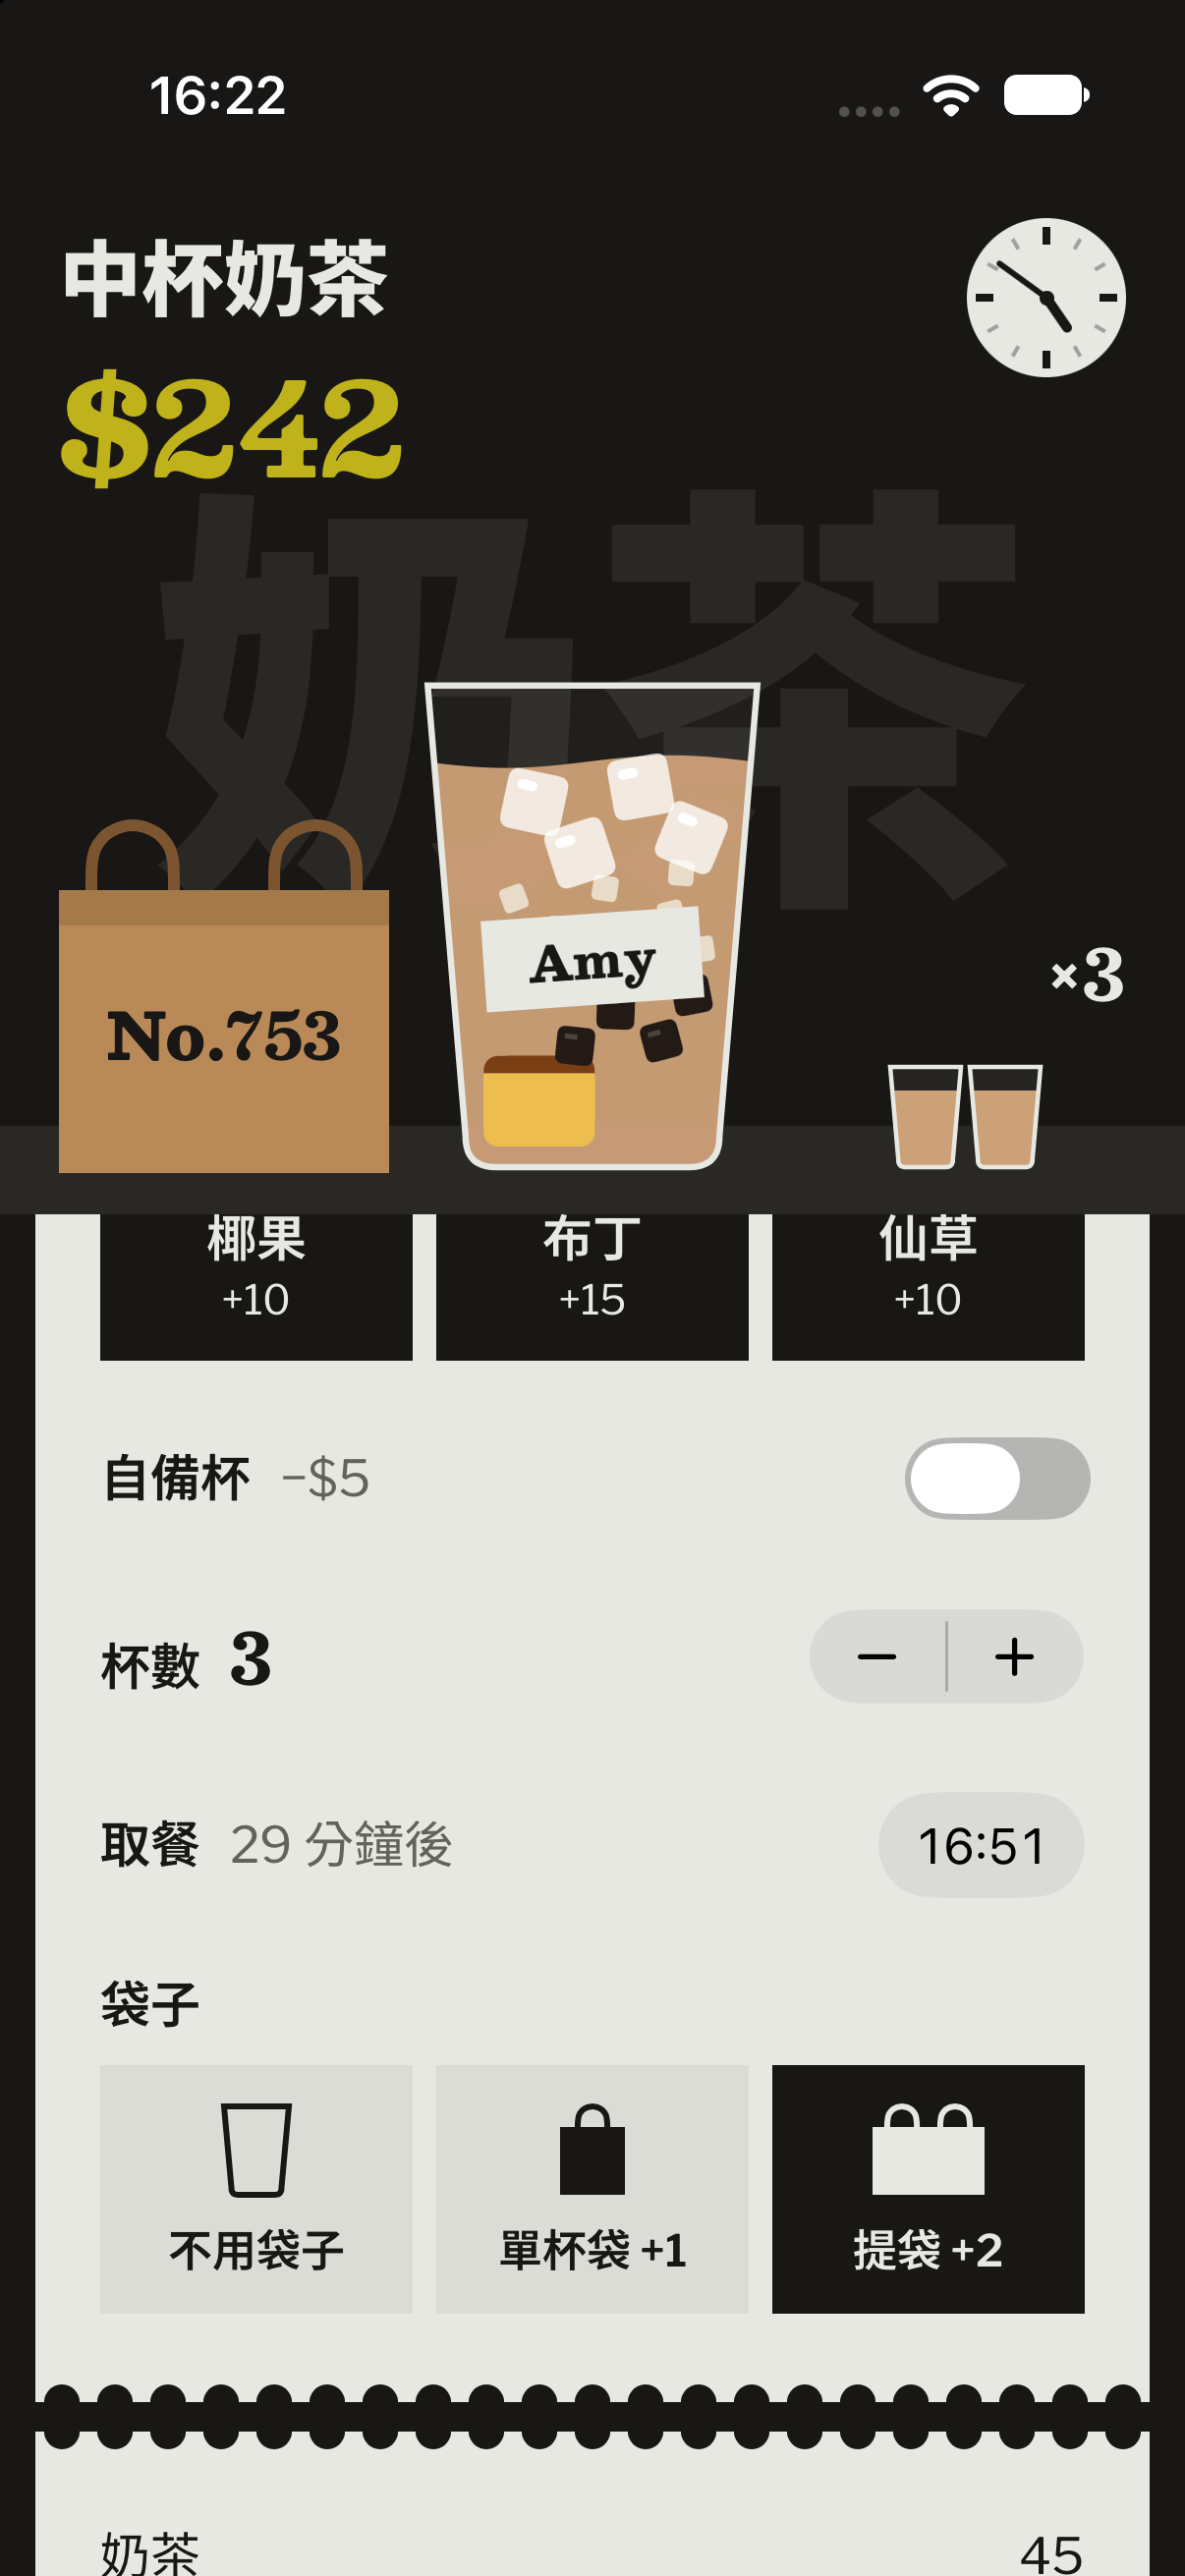 16:22
中杯奶茶
$242
奶茶
Amy
No.753
×3
椰果
+10
布丁
+15
仙草
+10
自備杯 -$5
杯數 3
取餐 29 分鐘後
16:51
袋子
不用袋子
單杯袋 +1
提袋 +2
奶茶 45